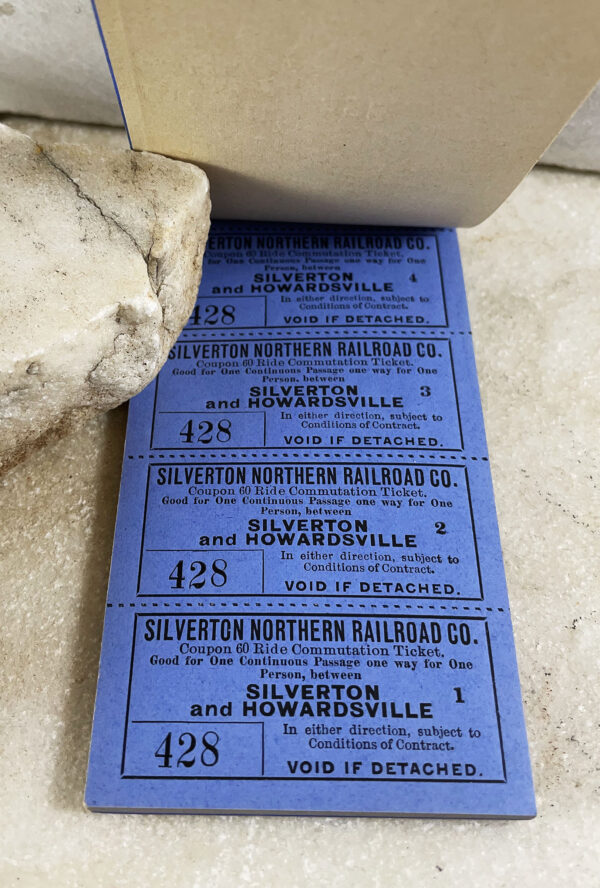 SILVERTON NORTHERN RAILROAD CO.
Coupon 60 Ride Commutation Ticket.
for One Continuous Passage one way for One
Person, between
SILVERTON 4
and HOWARDSVILLE
428
In either direction, subject to
Conditions of Contract.
VOID IF DETACHED.
SILVERTON NORTHERN RAILROAD CO.
Coupon 60 Ride Commutation Ticket.
Good for One Continuous Passage one way for One
Person, between
SILVERTON 3
and HOWARDSVILLE
428
In either direction, subject to
Conditions of Contract.
VOID IF DETACHED.
SILVERTON NORTHERN RAILROAD CO.
Coupon 60 Ride Commutation Ticket.
Good for One Continuous Passage one way for One
Person, between
SILVERTON 2
and HOWARDSVILLE
428
In either direction, subject to
Conditions of Contract.
VOID IF DETACHED.
SILVERTON NORTHERN RAILROAD CO.
Coupon 60 Ride Commutation Ticket.
Good for One Continuous Passage one way for One
Person, between
SILVERTON 1
and HOWARDSVILLE
428
In either direction, subject to
Conditions of Contract.
VOID IF DETACHED.